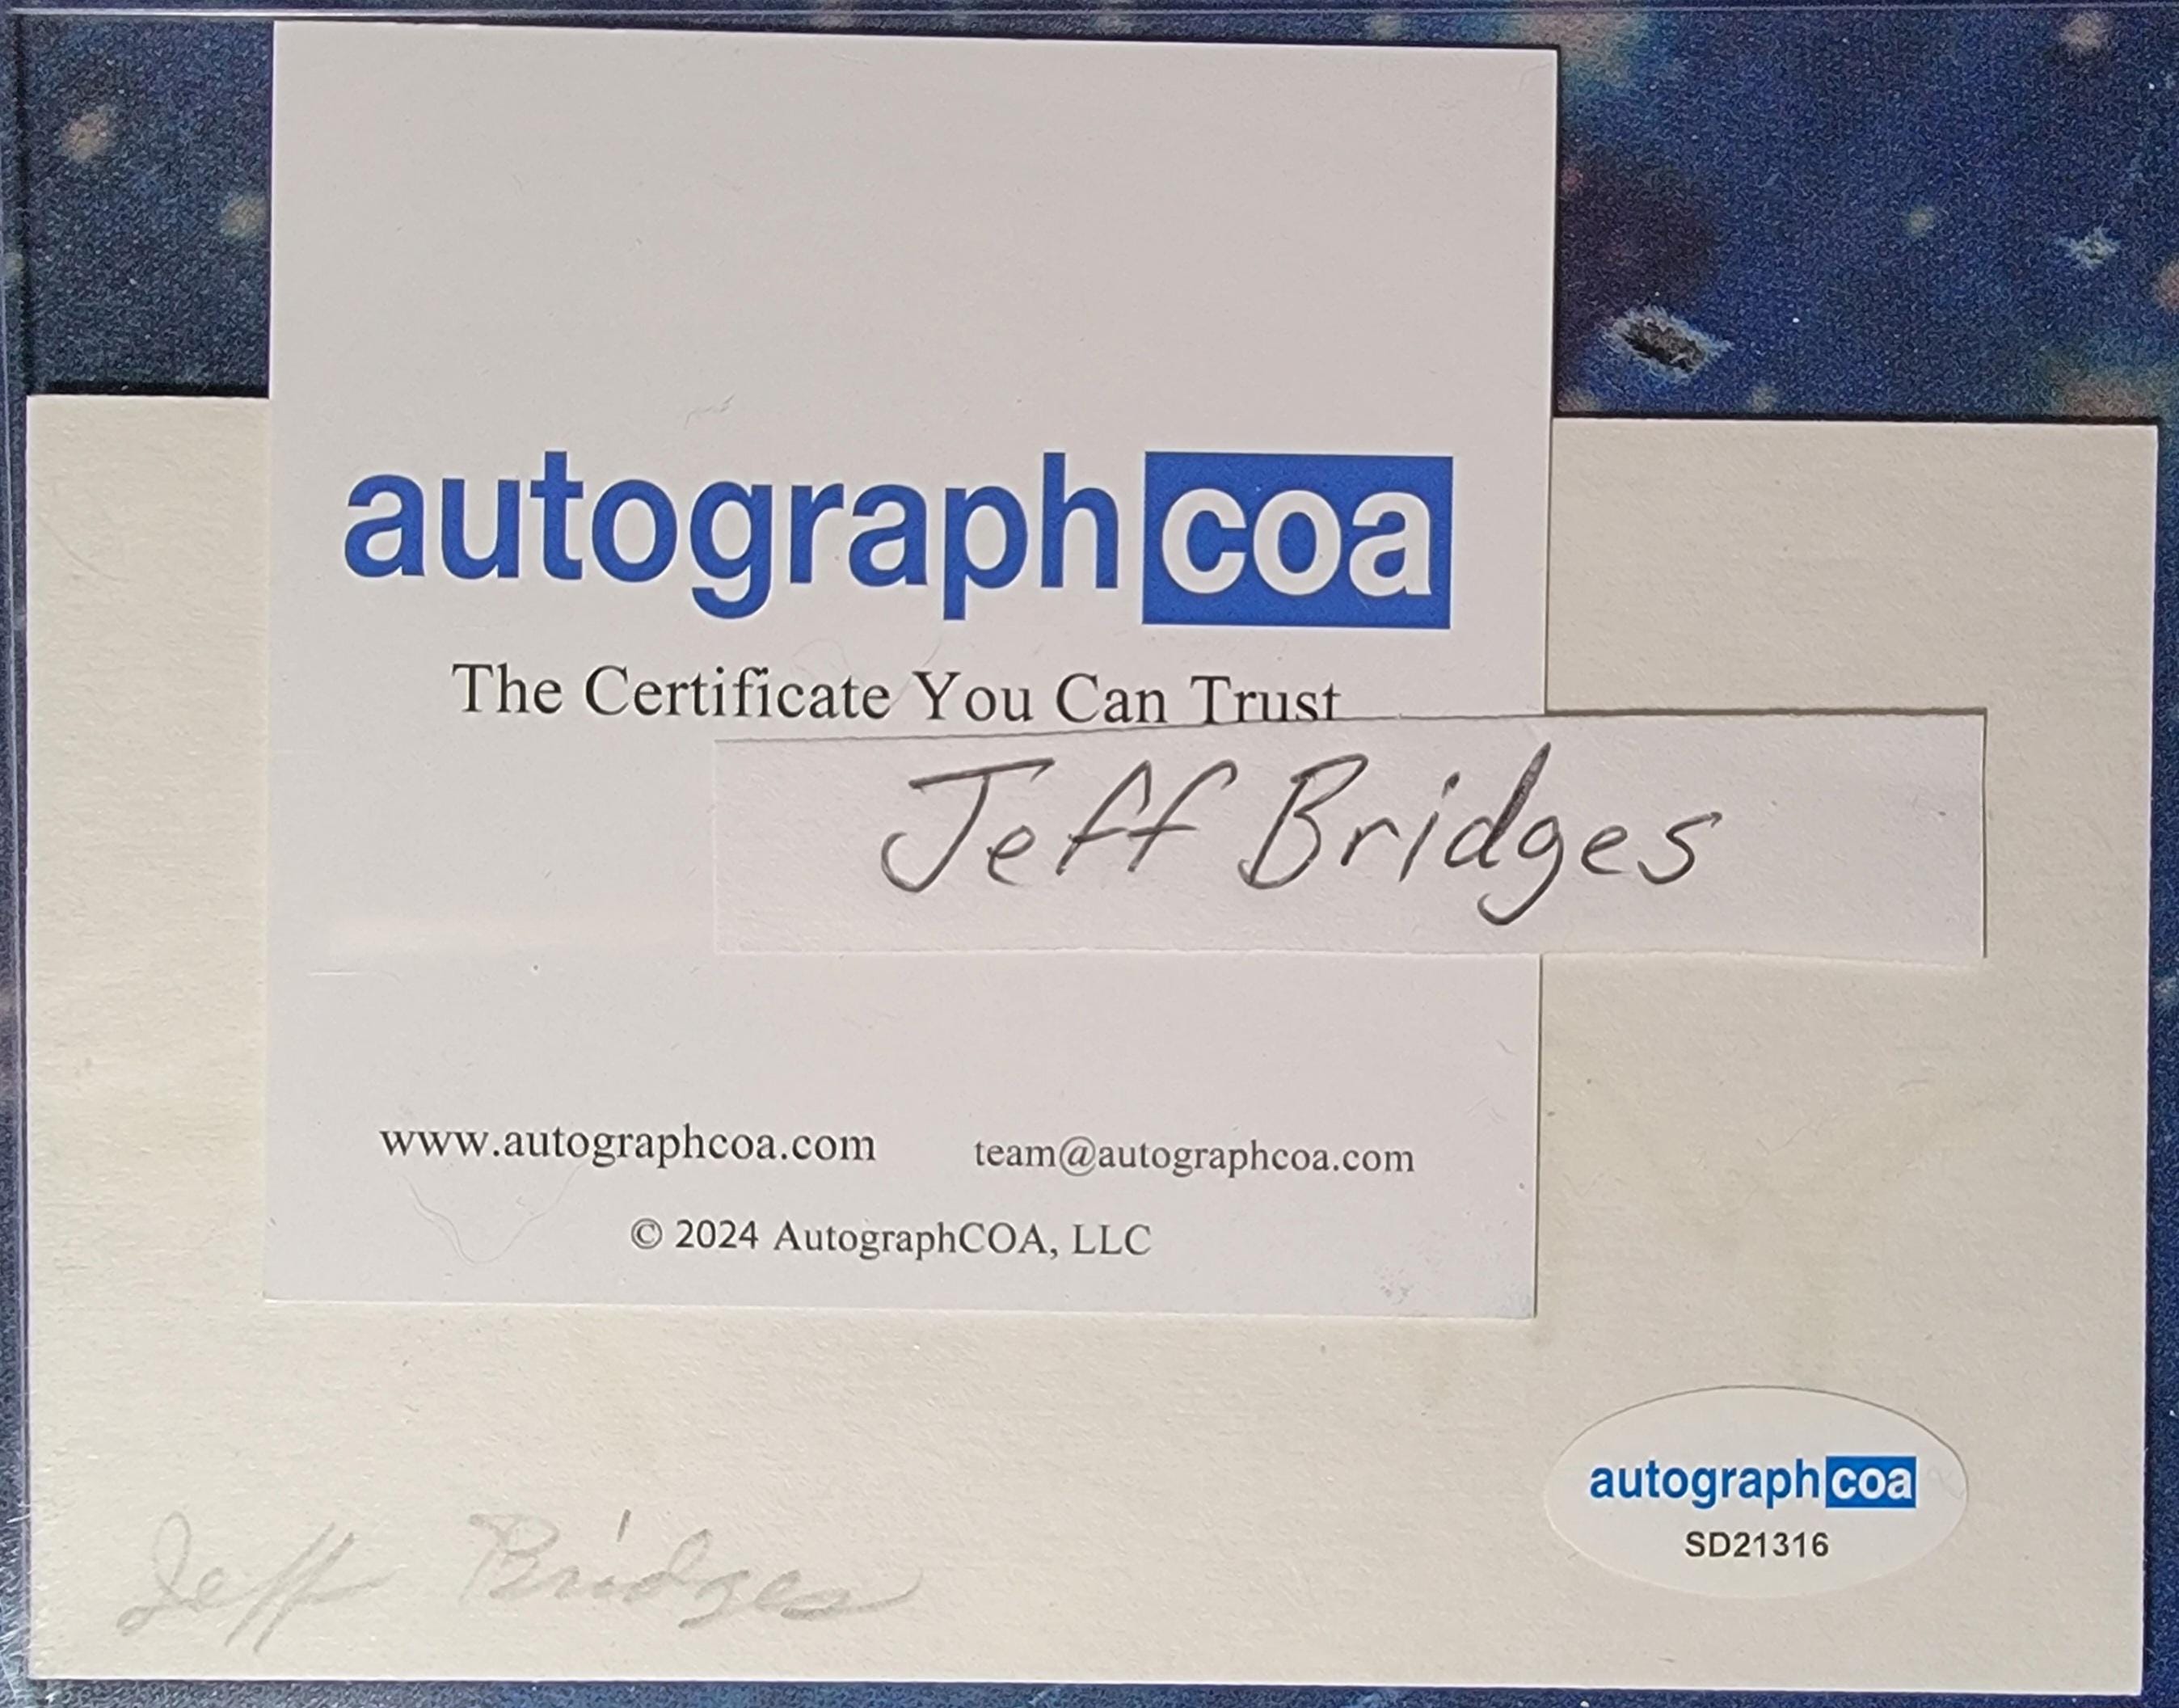 autographcoa
The Certificate You Can Trust
Jeff Bridges
www.autographcoa.com team@autographcoa.com
© 2024 AutographCOA, LLC
autographcoa
SD21316
Jeff Bridges